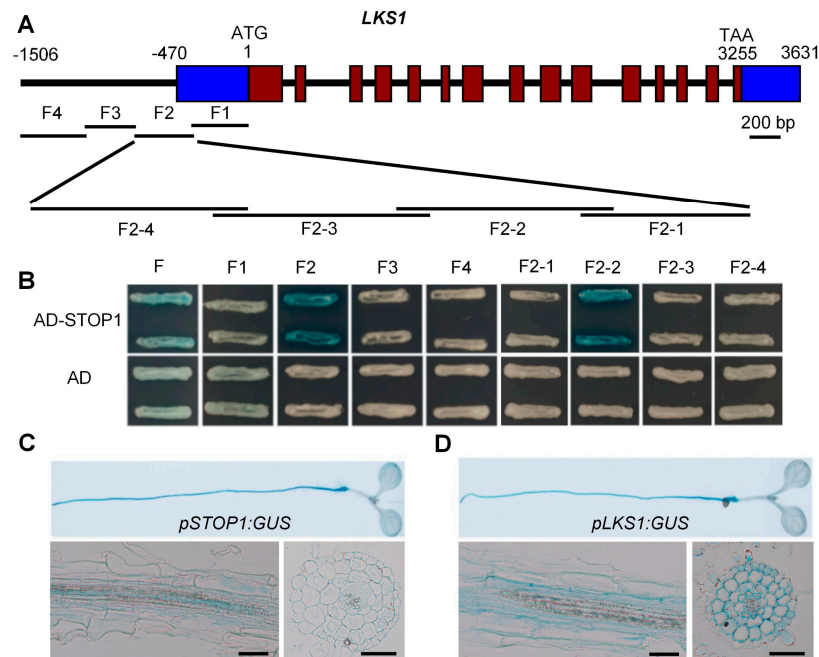 A
LKS1
ATG
TAA
-1506
-470
1
3255
3631
F4
F3
F2
F1
200 bp
F2-4
F2-3
F2-2
F2-1
B
F
F1
F2
F3
F4
F2-1
F2-2
F2-3
F2-4
AD-STOP1
AD
C
D
pSTOP1:GUS
pLKS1:GUS